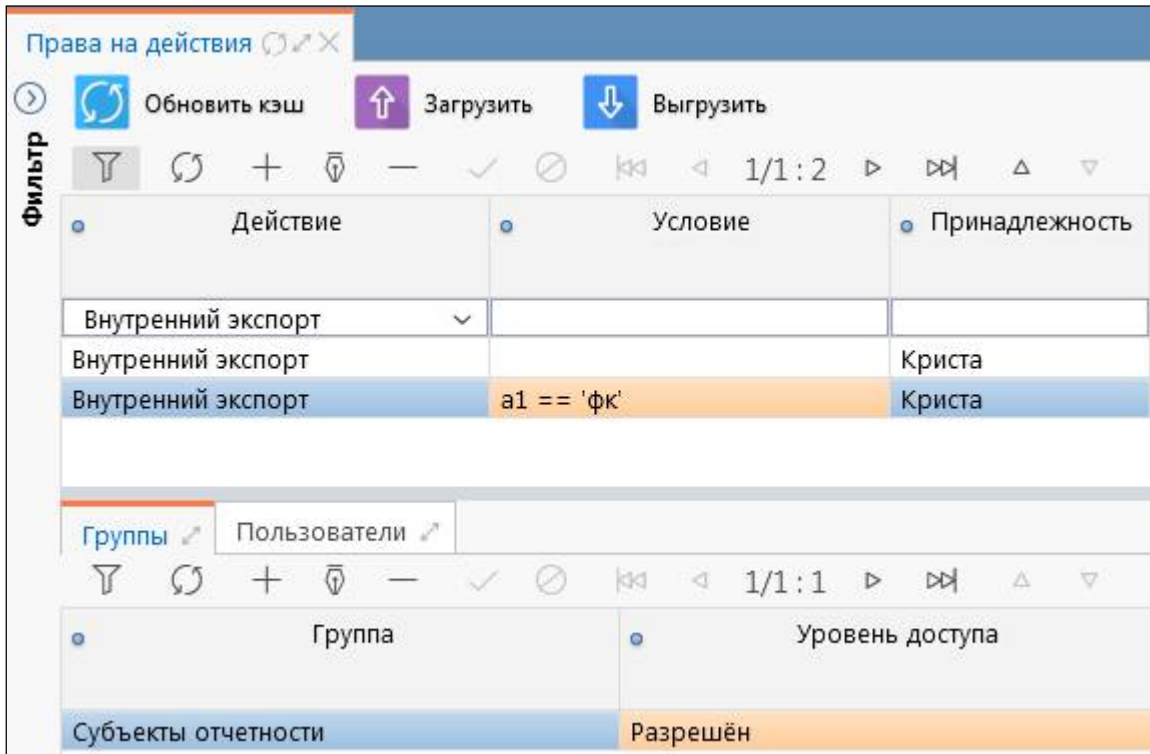 Права на действия
Фильтр
Обновить кэш Загрузить Выгрузить
1/1 : 2
Действие Условие Принадлежность
Внутренний экспорт
Внутренний экспорт Криста
Внутренний экспорт a1 == 'фк' Криста
Группы Пользователи
1/1 : 1
Группа Уровень доступа
Субъекты отчетности Разрешён